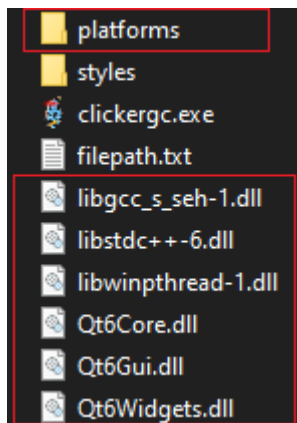 platforms
styles
clickergc.exe
filepath.txt
libgcc_s_seh-1.dll
libstdc++-6.dll
libwinpthread-1.dll
Qt6Core.dll
Qt6Gui.dll
Qt6Widgets.dll